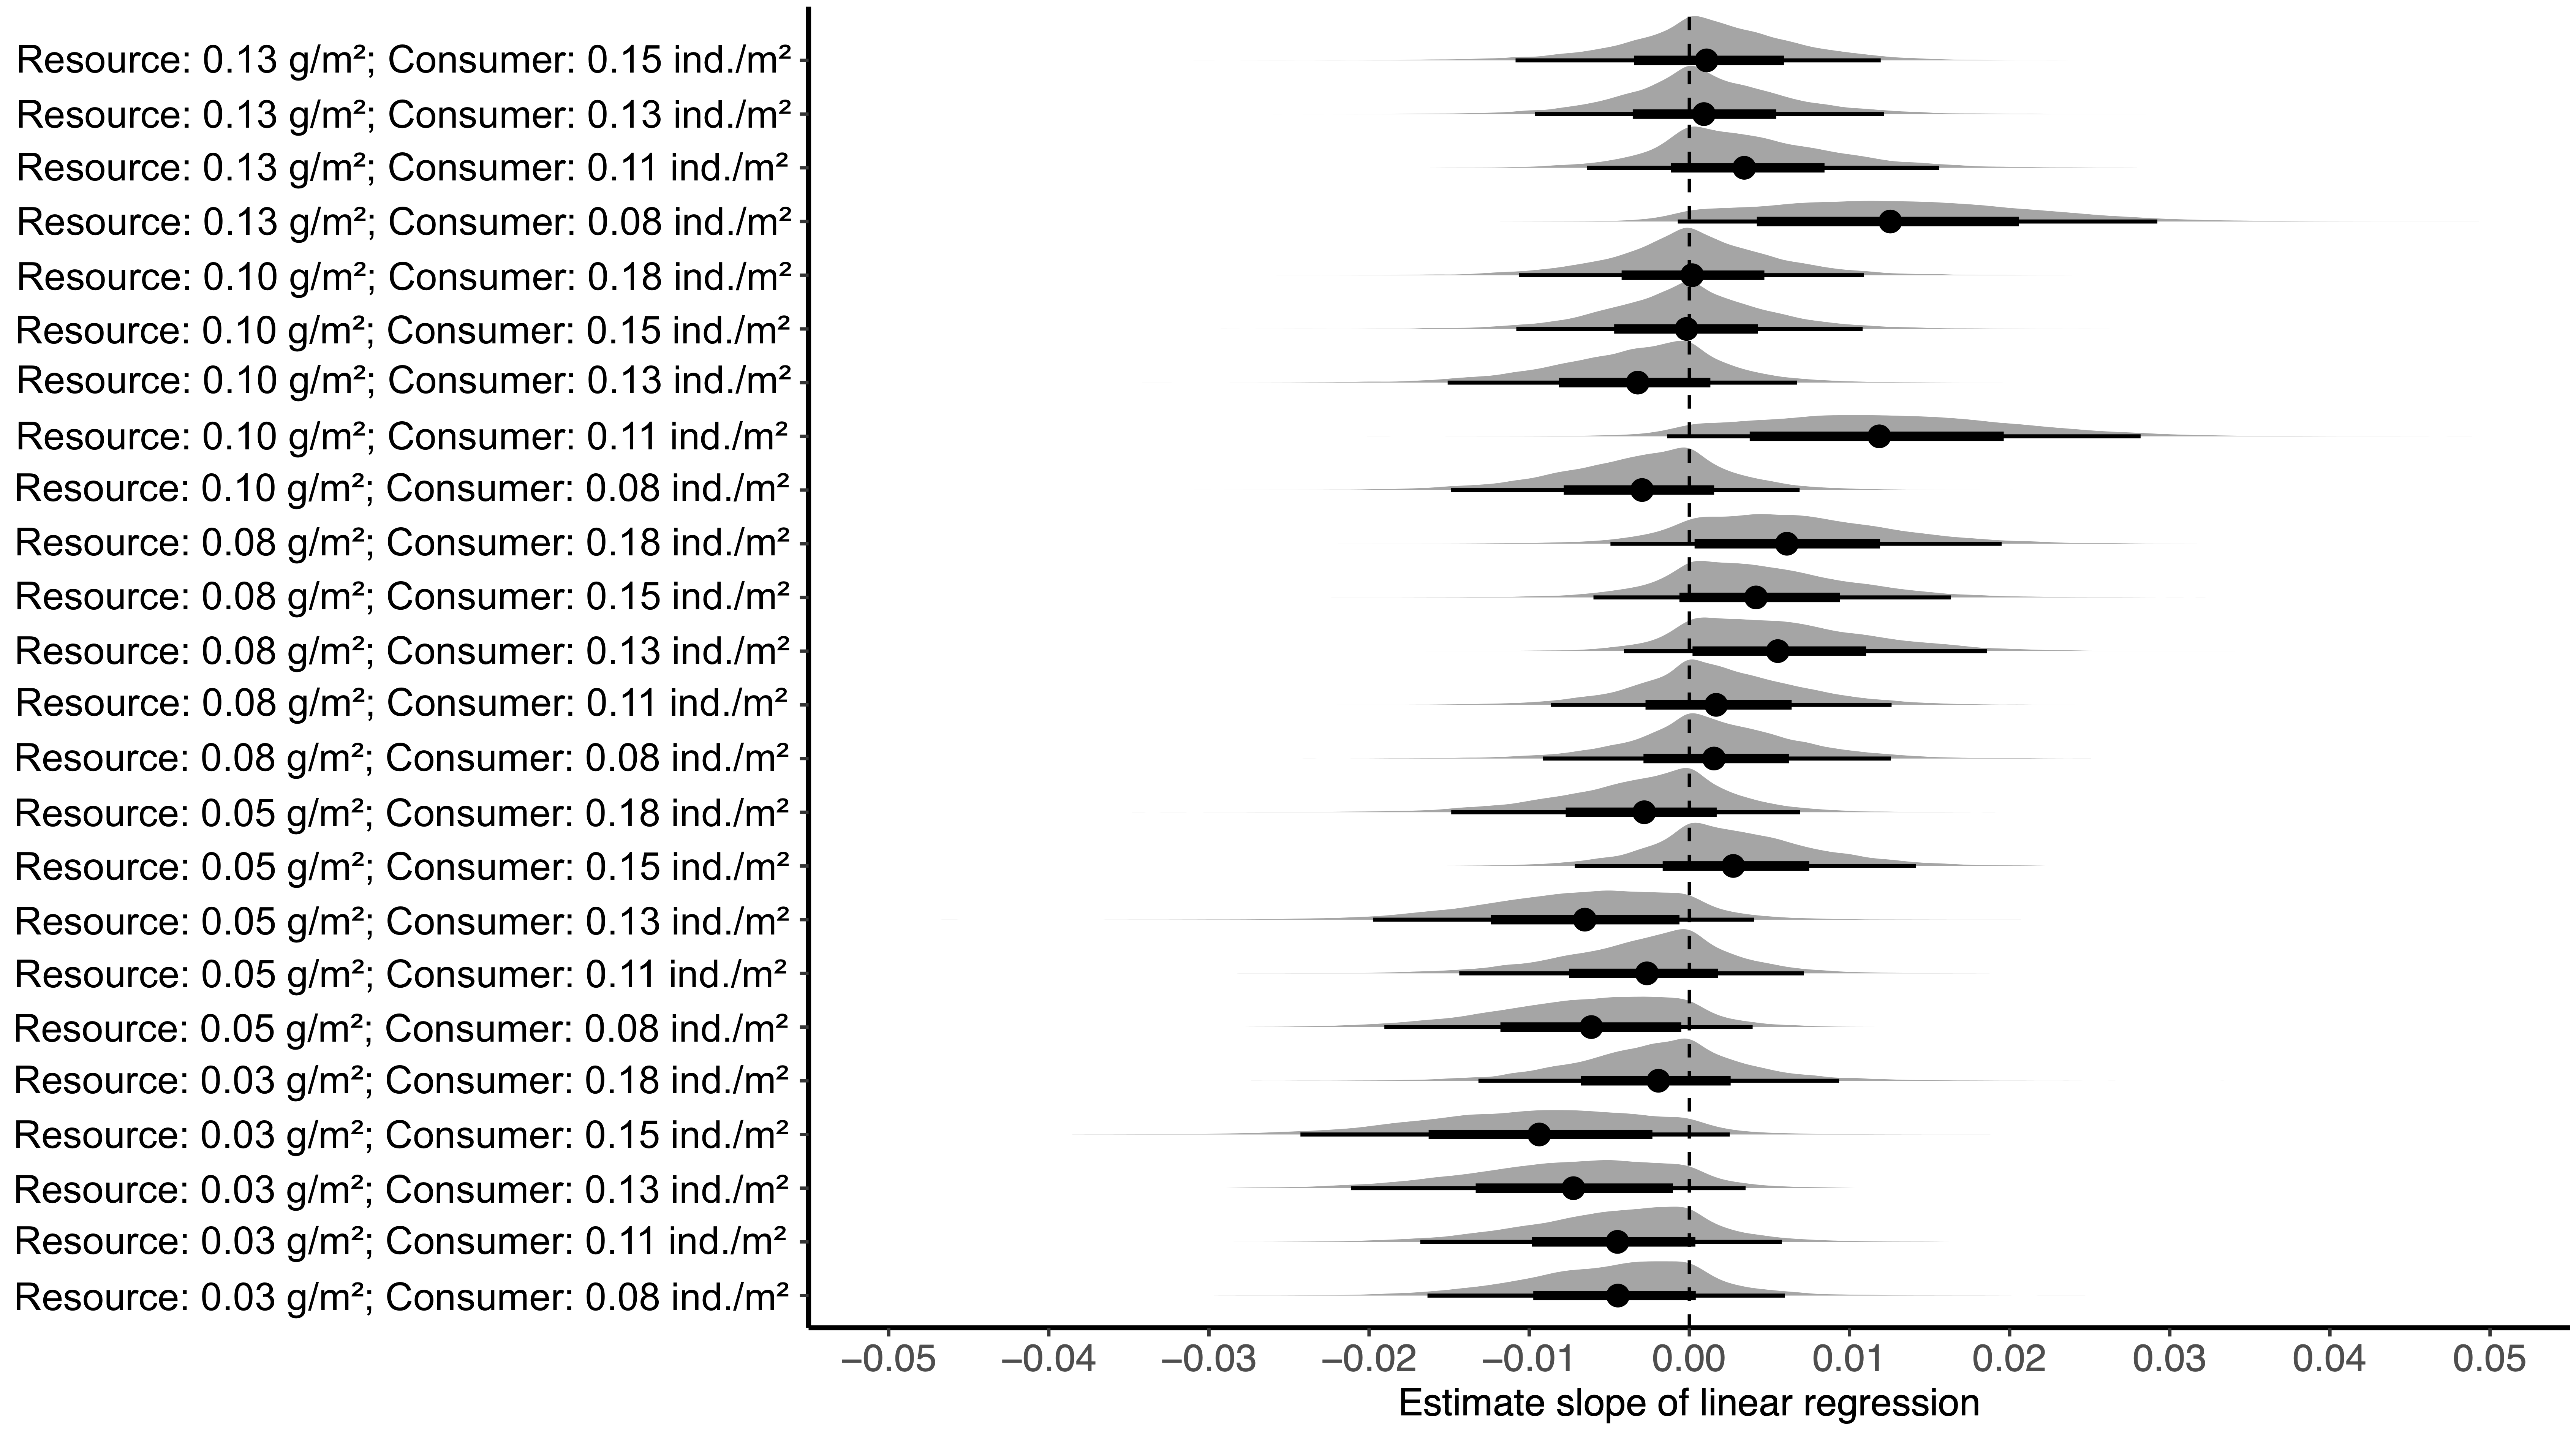 Resource: 0.13 g/m²; Consumer: 0.15 ind./m²
Resource: 0.13 g/m²; Consumer: 0.13 ind./m²
Resource: 0.13 g/m²; Consumer: 0.11 ind./m²
Resource: 0.13 g/m²; Consumer: 0.08 ind./m²
Resource: 0.10 g/m²; Consumer: 0.18 ind./m²
Resource: 0.10 g/m²; Consumer: 0.15 ind./m²
Resource: 0.10 g/m²; Consumer: 0.13 ind./m²
Resource: 0.10 g/m²; Consumer: 0.11 ind./m²
Resource: 0.10 g/m²; Consumer: 0.08 ind./m²
Resource: 0.08 g/m²; Consumer: 0.18 ind./m²
Resource: 0.08 g/m²; Consumer: 0.15 ind./m²
Resource: 0.08 g/m²; Consumer: 0.13 ind./m²
Resource: 0.08 g/m²; Consumer: 0.11 ind./m²
Resource: 0.08 g/m²; Consumer: 0.08 ind./m²
Resource: 0.05 g/m²; Consumer: 0.18 ind./m²
Resource: 0.05 g/m²; Consumer: 0.15 ind./m²
Resource: 0.05 g/m²; Consumer: 0.13 ind./m²
Resource: 0.05 g/m²; Consumer: 0.11 ind./m²
Resource: 0.05 g/m²; Consumer: 0.08 ind./m²
Resource: 0.03 g/m²; Consumer: 0.18 ind./m²
Resource: 0.03 g/m²; Consumer: 0.15 ind./m²
Resource: 0.03 g/m²; Consumer: 0.13 ind./m²
Resource: 0.03 g/m²; Consumer: 0.11 ind./m²
Resource: 0.03 g/m²; Consumer: 0.08 ind./m²
−0.05 −0.04 −0.03 −0.02 −0.01 0.00 0.01 0.02 0.03 0.04 0.05
Estimate slope of linear regression